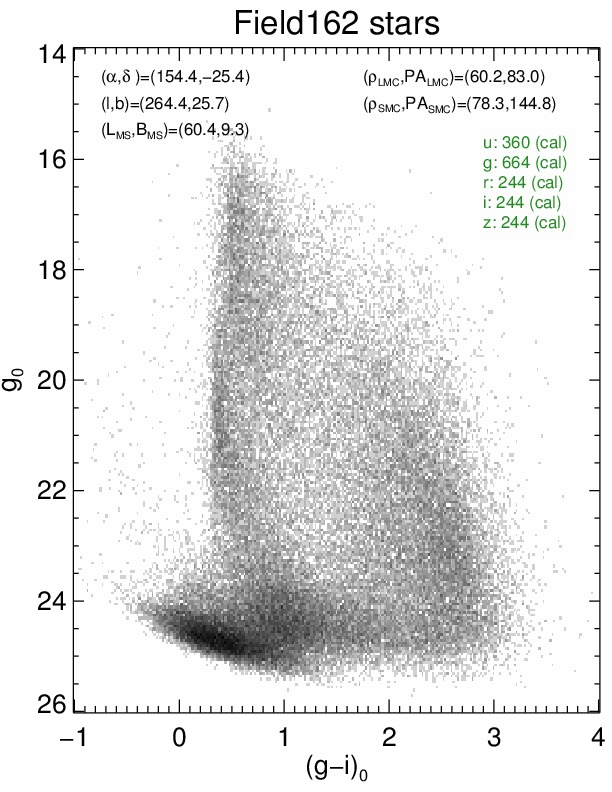 Field162 stars
(α,δ )=(154.4,−25.4)
(ρLMC,PALMC)=(60.2,83.0)
(l,b)=(264.4,25.7)
(ρSMC,PASMC)=(78.3,144.8)
(LMS,BMS)=(60.4,9.3)
u: 360 (cal)
g: 664 (cal)
r: 244 (cal)
i: 244 (cal)
z: 244 (cal)
14
16
18
20
22
24
26
g0
−1 0 1 2 3 4
(g−i)0